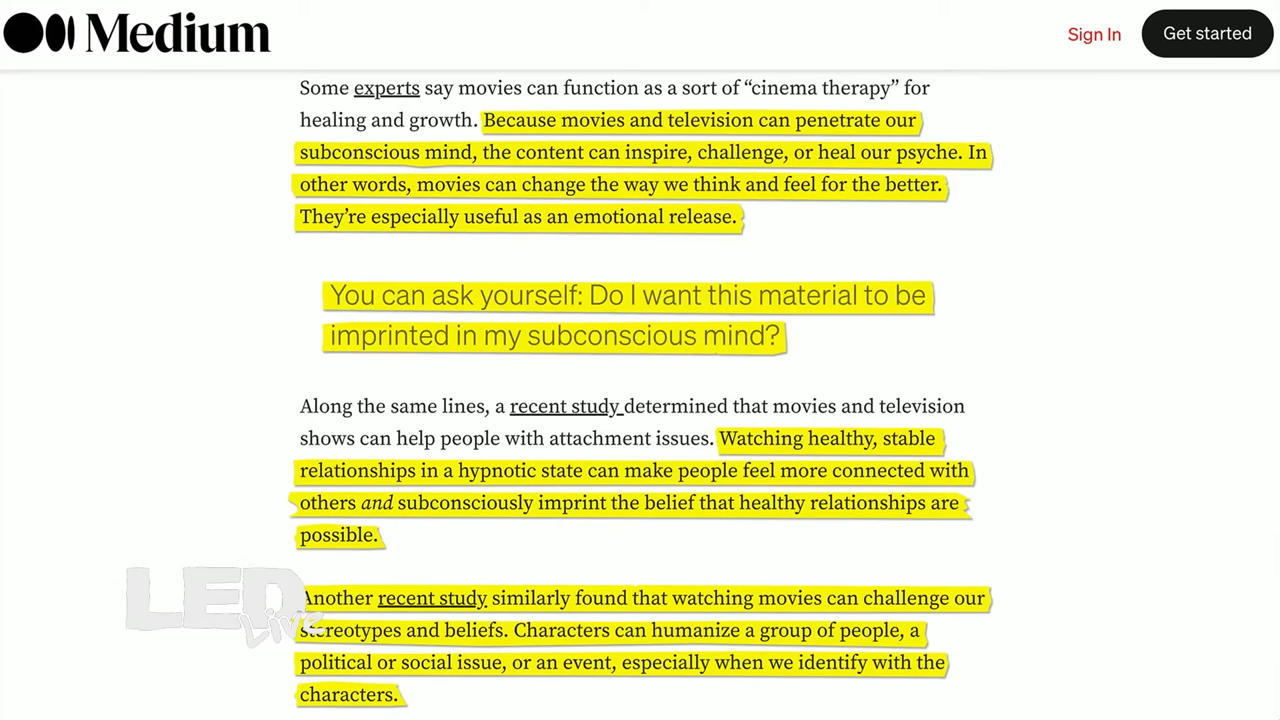 Medium
Sign In
Get started
Some experts say movies can function as a sort of “cinema therapy” for
healing and growth. Because movies and television can penetrate our
subconscious mind, the content can inspire, challenge, or heal our psyche. In
other words, movies can change the way we think and feel for the better.
They’re especially useful as an emotional release.
You can ask yourself: Do I want this material to be
imprinted in my subconscious mind?
Along the same lines, a recent study determined that movies and television
shows can help people with attachment issues. Watching healthy, stable
relationships in a hypnotic state can make people feel more connected with
others and subconsciously imprint the belief that healthy relationships are
possible.
LED
Live
Another recent study similarly found that watching movies can challenge our
stereotypes and beliefs. Characters can humanize a group of people, a
political or social issue, or an event, especially when we identify with the
characters.